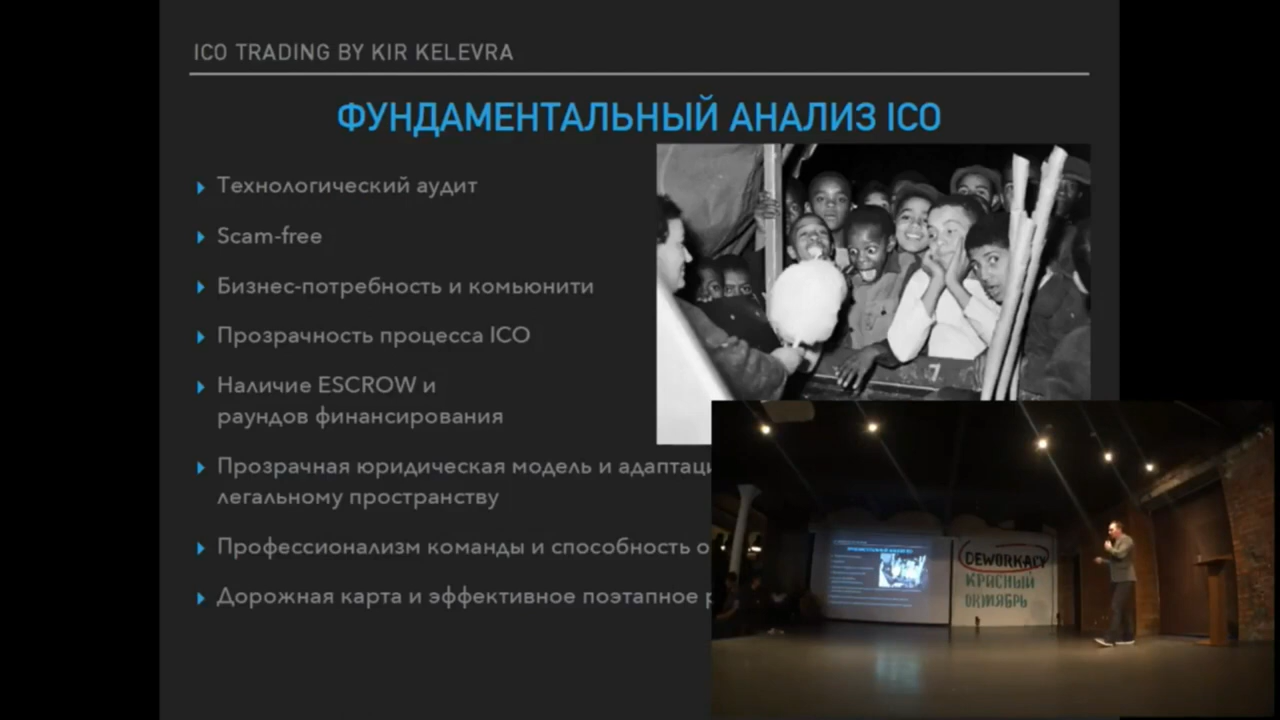 ICO TRADING BY KIR KELEVRA
ФУНДАМЕНТАЛЬНЫЙ АНАЛИЗ ICO
Технологический аудит
Scam-free
Бизнес-потребность и комьюнити
Прозрачность процесса ICO
Наличие ESCROW и
раундов финансирования
Прозрачная юридическая модель и
легальному пространству
Профессионализм команды и способность
Дорожная карта и эффективное поэтапное
7
DEWORKACY
КРАСНЫЙ
ОКТЯБРЬ